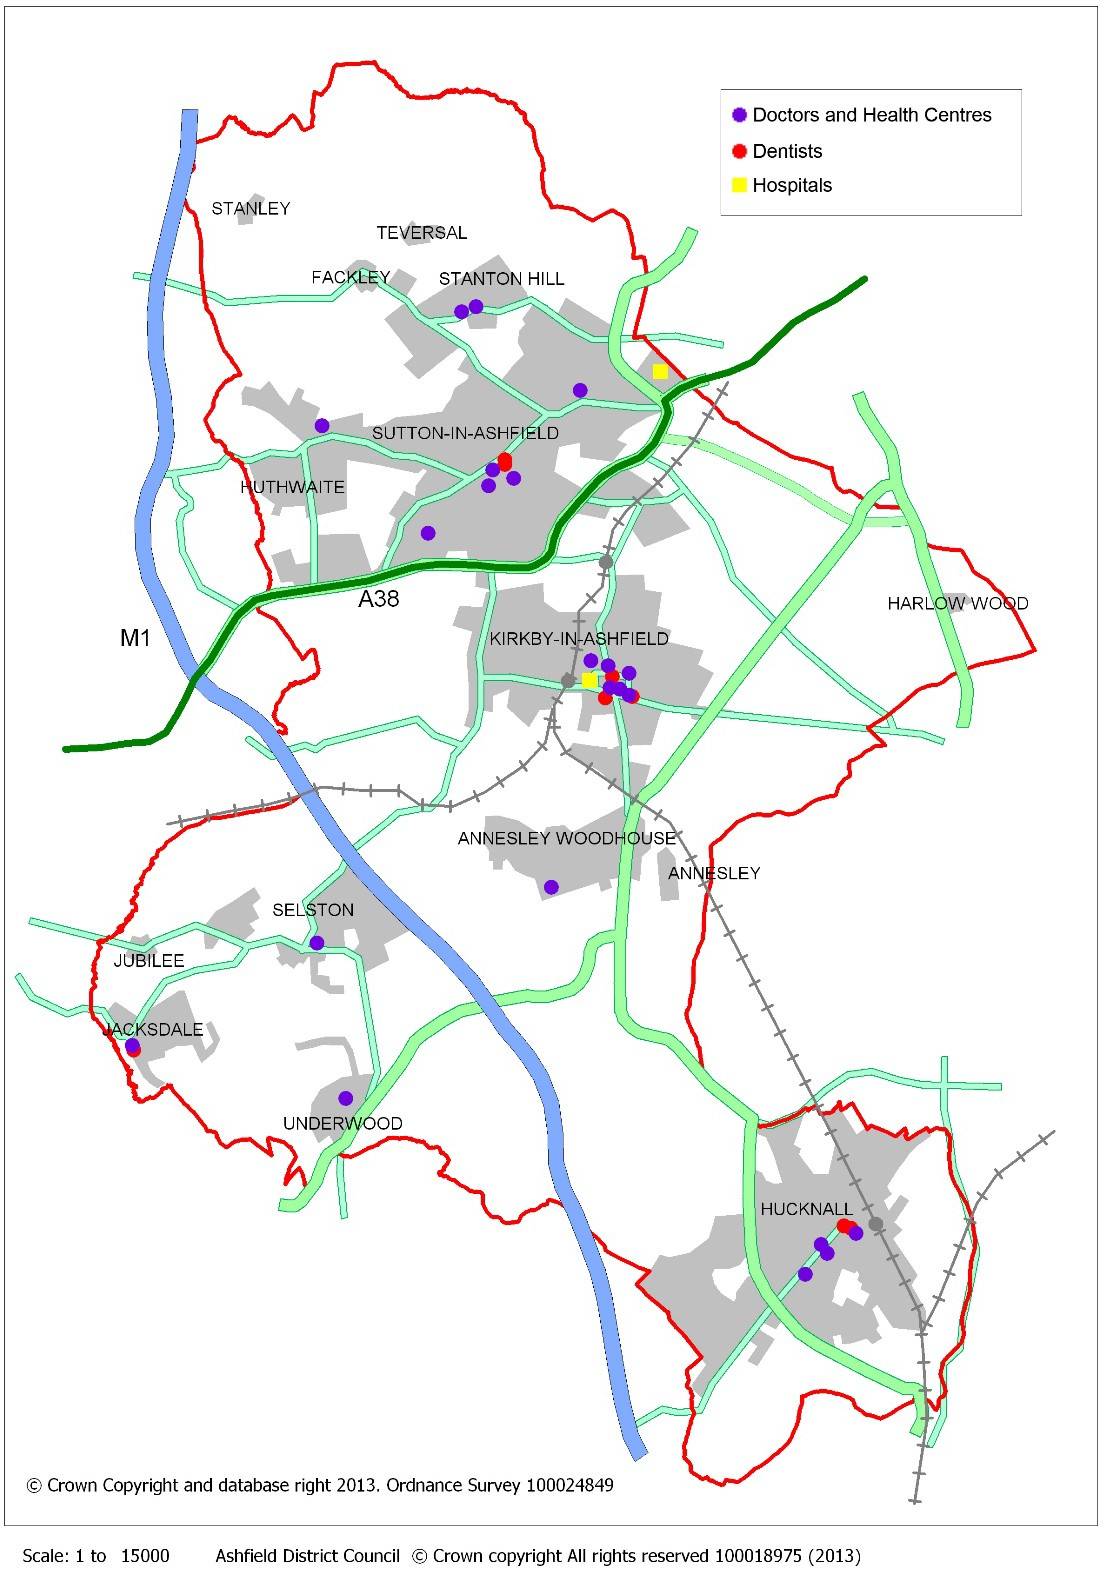 Doctors and Health Centres
Dentists
Hospitals
STANLEY
TEVERSAL
FACKLEY
STANTON HILL
SUTTON-IN-ASHFIELD
HUTHWAITE
A38
M1
HARLOW WOOD
KIRKBY-IN-ASHFIELD
ANNESLEY WOODHOUSE
ANNESLEY
SELSTON
JUBILEE
JACKSDALE
UNDERWOOD
HUCKNALL
© Crown Copyright and database right 2013. Ordnance Survey 100024849
Scale: 1 to 15000 Ashfield District Council © Crown copyright All rights reserved 100018975 (2013)